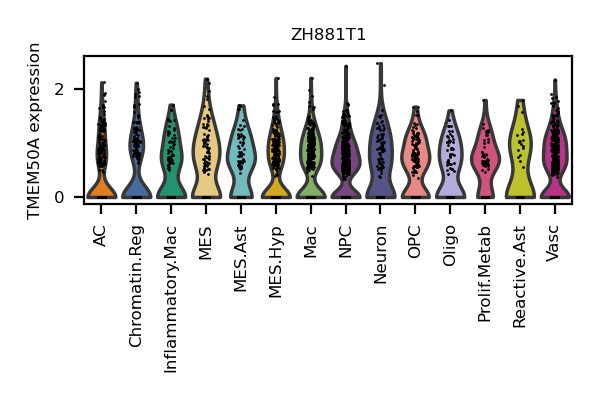 ZH881T1
TMEM50A expression
2
0
AC
Chromatin.Reg
Inflammatory.Mac
MES
MES.Ast
MES.Hyp
Mac
NPC
Neuron
OPC
Oligo
Prolif.Metab
Reactive.Ast
Vasc